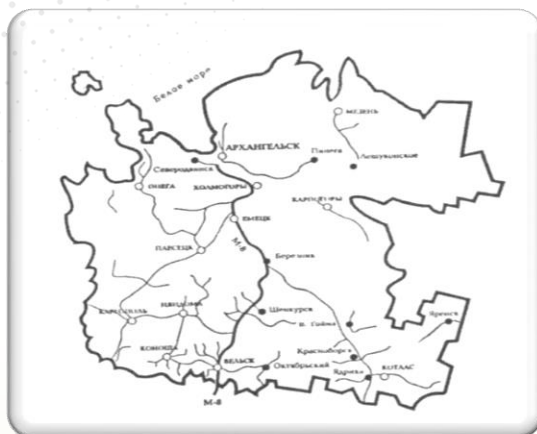 Белое море
МЕЗЕНЬ
АРХАНГЕЛЬСК
Пинега
Лешуконское
Северодвинск
ОНЕГА
ХОЛМОГОРЫ
КАРПОГОРЫ
ЕМЕЦК
М-8
ПЛЕСЕЦК
Березник
КАРГОПОЛЬ
НЯНДОМА
Шенкурск
Яренск
Красноборск
КОНОША
ВЕЛЬСК
Октябрьский
Ядриха
КОТЛАС
М-8